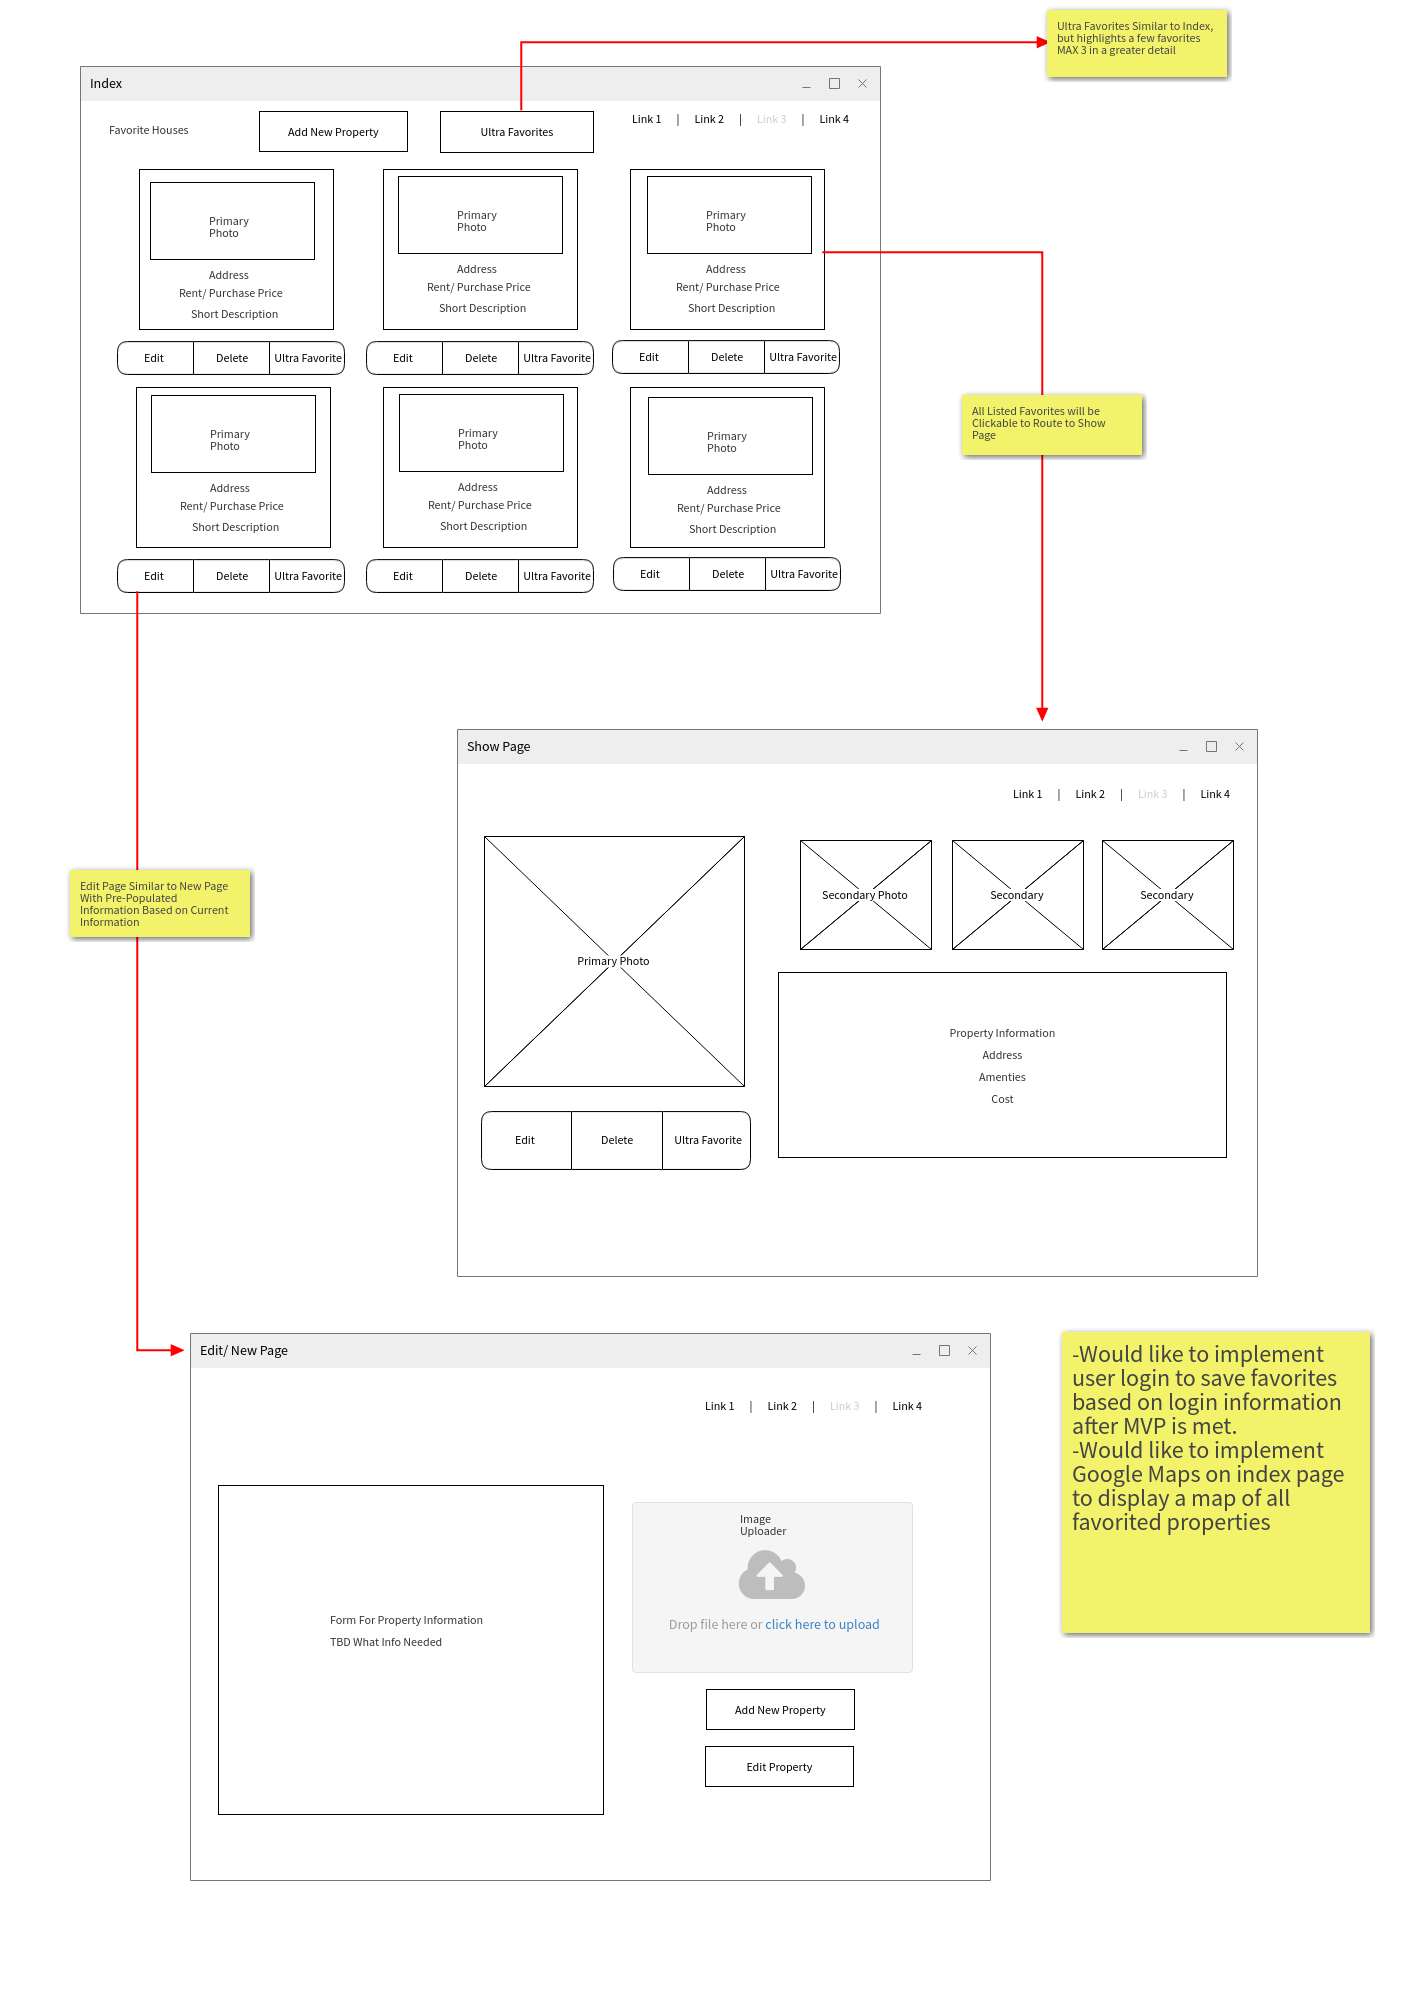 Ultra Favorites Similar to Index,
but highlights a few favorites
MAX 3 in a greater detail
Index
Favorite Houses
Add New Property
Ultra Favorites
Link 1 | Link 2 | Link 3 | Link 4
Primary
Photo
Address
Rent/ Purchase Price
Short Description
Primary
Photo
Address
Rent/ Purchase Price
Short Description
Primary
Photo
Address
Rent/ Purchase Price
Short Description
Edit Delete Ultra Favorite
Edit Delete Ultra Favorite
Edit Delete Ultra Favorite
Primary
Photo
Address
Rent/ Purchase Price
Short Description
Primary
Photo
Address
Rent/ Purchase Price
Short Description
Primary
Photo
Address
Rent/ Purchase Price
Short Description
Edit Delete Ultra Favorite
Edit Delete Ultra Favorite
Edit Delete Ultra Favorite
All Listed Favorites will be
Clickable to Route to Show
Page
Show Page
Link 1 | Link 2 | Link 3 | Link 4
Primary Photo
Secondary Photo
Secondary
Secondary
Property Information
Address
Amenties
Cost
Edit Delete Ultra Favorite
Edit Page Similar to New Page
With Pre-Populated
Information Based on Current
Information
Edit/ New Page
Link 1 | Link 2 | Link 3 | Link 4
Form For Property Information
TBD What Info Needed
Image
Uploader
Drop file here or click here to upload
Add New Property
Edit Property
-Would like to implement
user login to save favorites
based on login information
after MVP is met.
-Would like to implement
Google Maps on index page
to display a map of all
favorited properties